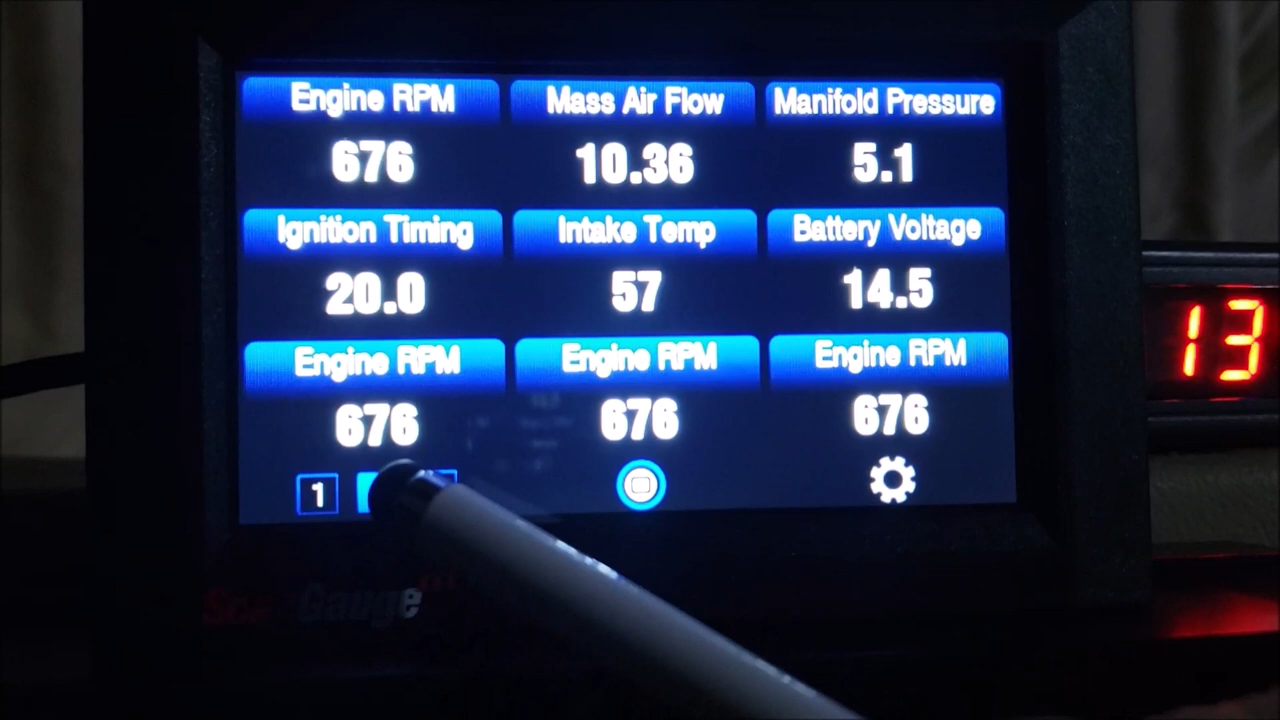 Engine RPM Mass Air Flow Manifold Pressure
676 10.36 5.1
Ignition Timing Intake Temp Battery Voltage
20.0 57 14.5
Engine RPM Engine RPM Engine RPM
676 676 676
1
Gauge
13